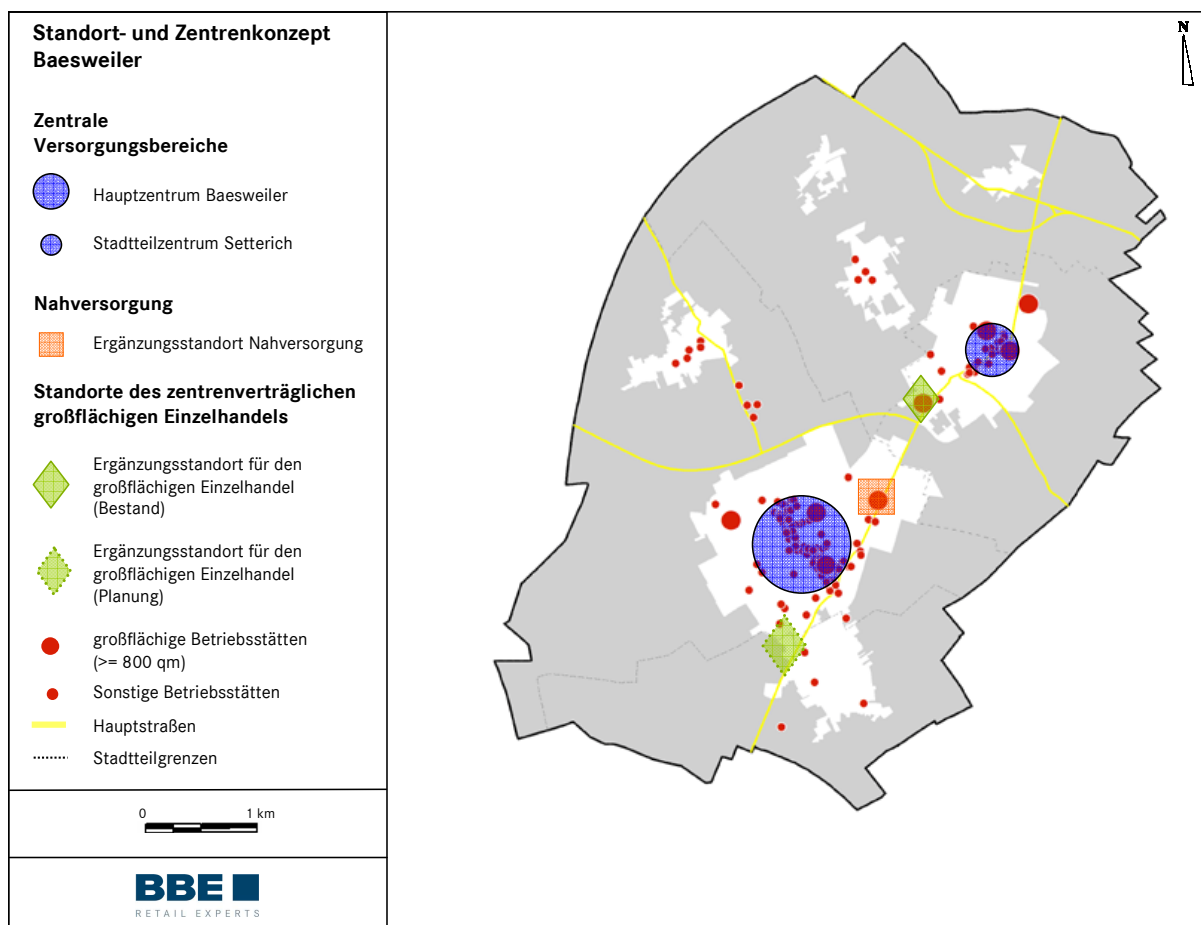 Standort- und Zentrenkonzept
Baesweiler
Zentrale
Versorgungsbereiche
Hauptzentrum Baesweiler
Stadtteilzentrum Setterich
Nahversorgung
Ergänzungsstandort Nahversorgung
Standorte des zentrenverträglichen
großflächigen Einzelhandels
Ergänzungsstandort für den
großflächigen Einzelhandel
(Bestand)
Ergänzungsstandort für den
großflächigen Einzelhandel
(Planung)
großflächige Betriebsstätten
(>= 800 qm)
Sonstige Betriebsstätten
Hauptstraßen
Stadtteilgrenzen
0 1 km
BBE
RETAIL EXPERTS
N